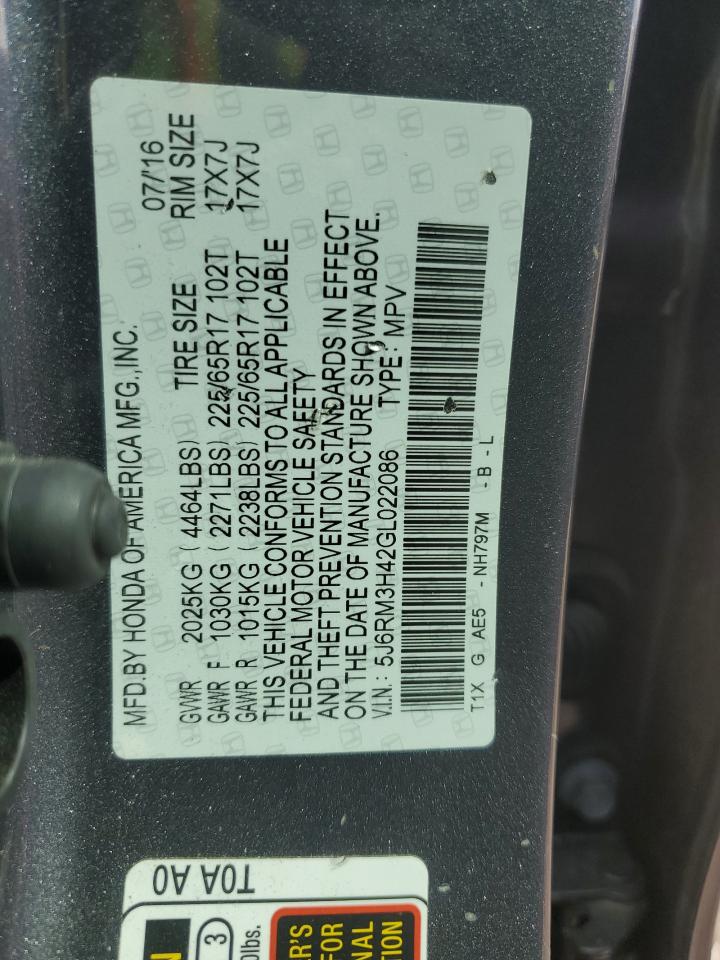 MFD.BY HONDA OF AMERICA MFG.,INC. 07/'16
GVWR 2025KG ( 4464LBS) TIRE SIZE RIM SIZE
GAWR F 1030KG ( 2271LBS) 225/65R17 102T 17X7J
GAWR R 1015KG ( 2238LBS) 225/65R17 102T 17X7J
THIS VEHICLE CONFORMS TO ALL APPLICABLE
FEDERAL MOTOR VEHICLE SAFETY
AND THEFT PREVENTION STANDARDS IN EFFECT
ON THE DATE OF MANUFACTURE SHOWN ABOVE.
V.I.N.: 5J6RM3H42GL022086 TYPE: MPV
T1X G AE5 - NH797M - B - L
T0A A0
3
lbs.
FOR